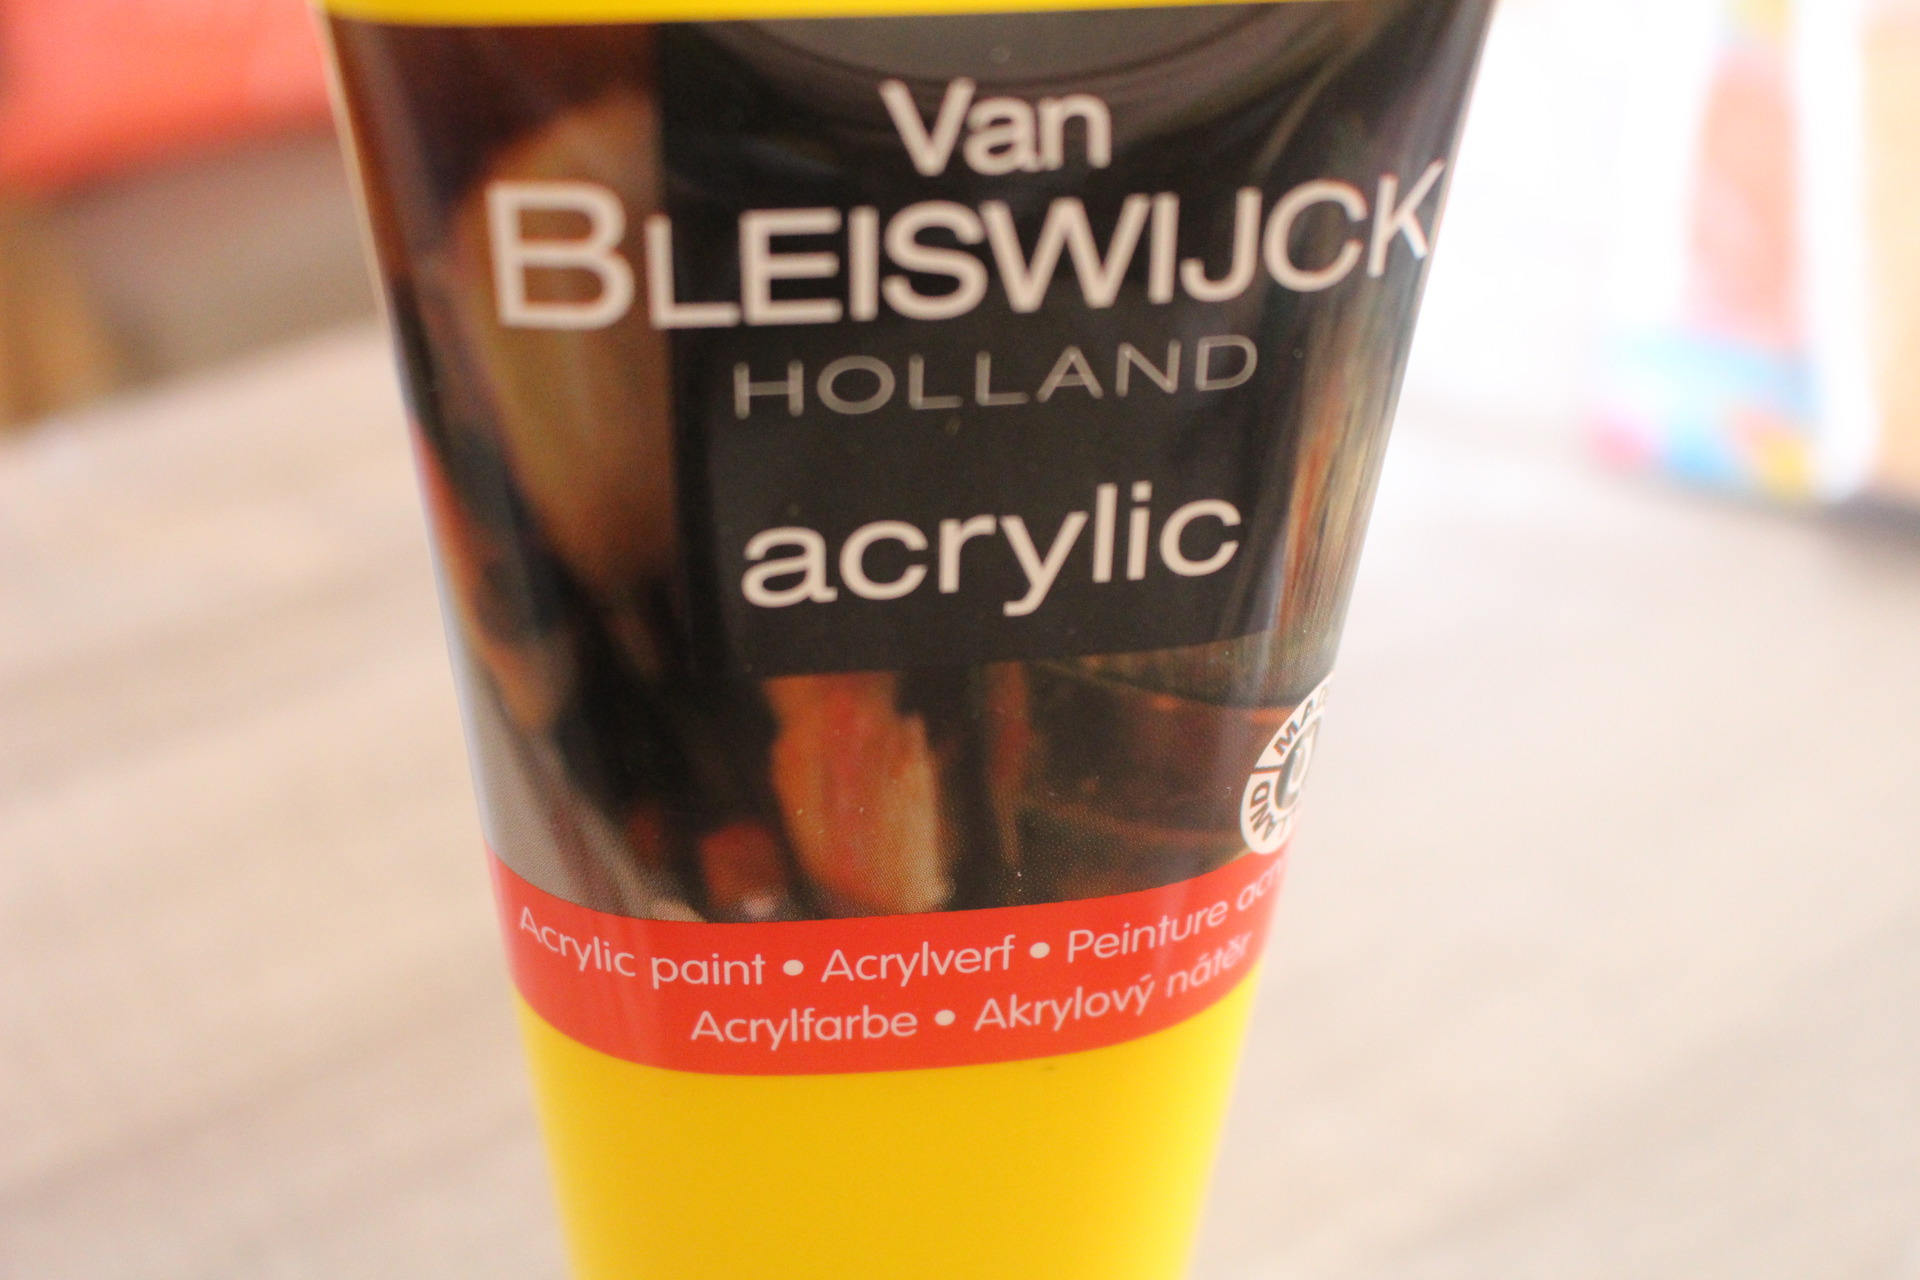 Van
BLEISWIJCK
HOLLAND
acrylic
Acrylic paint • Acrylverf • Peinture
Acrylfarbe • Akrylový nátěr